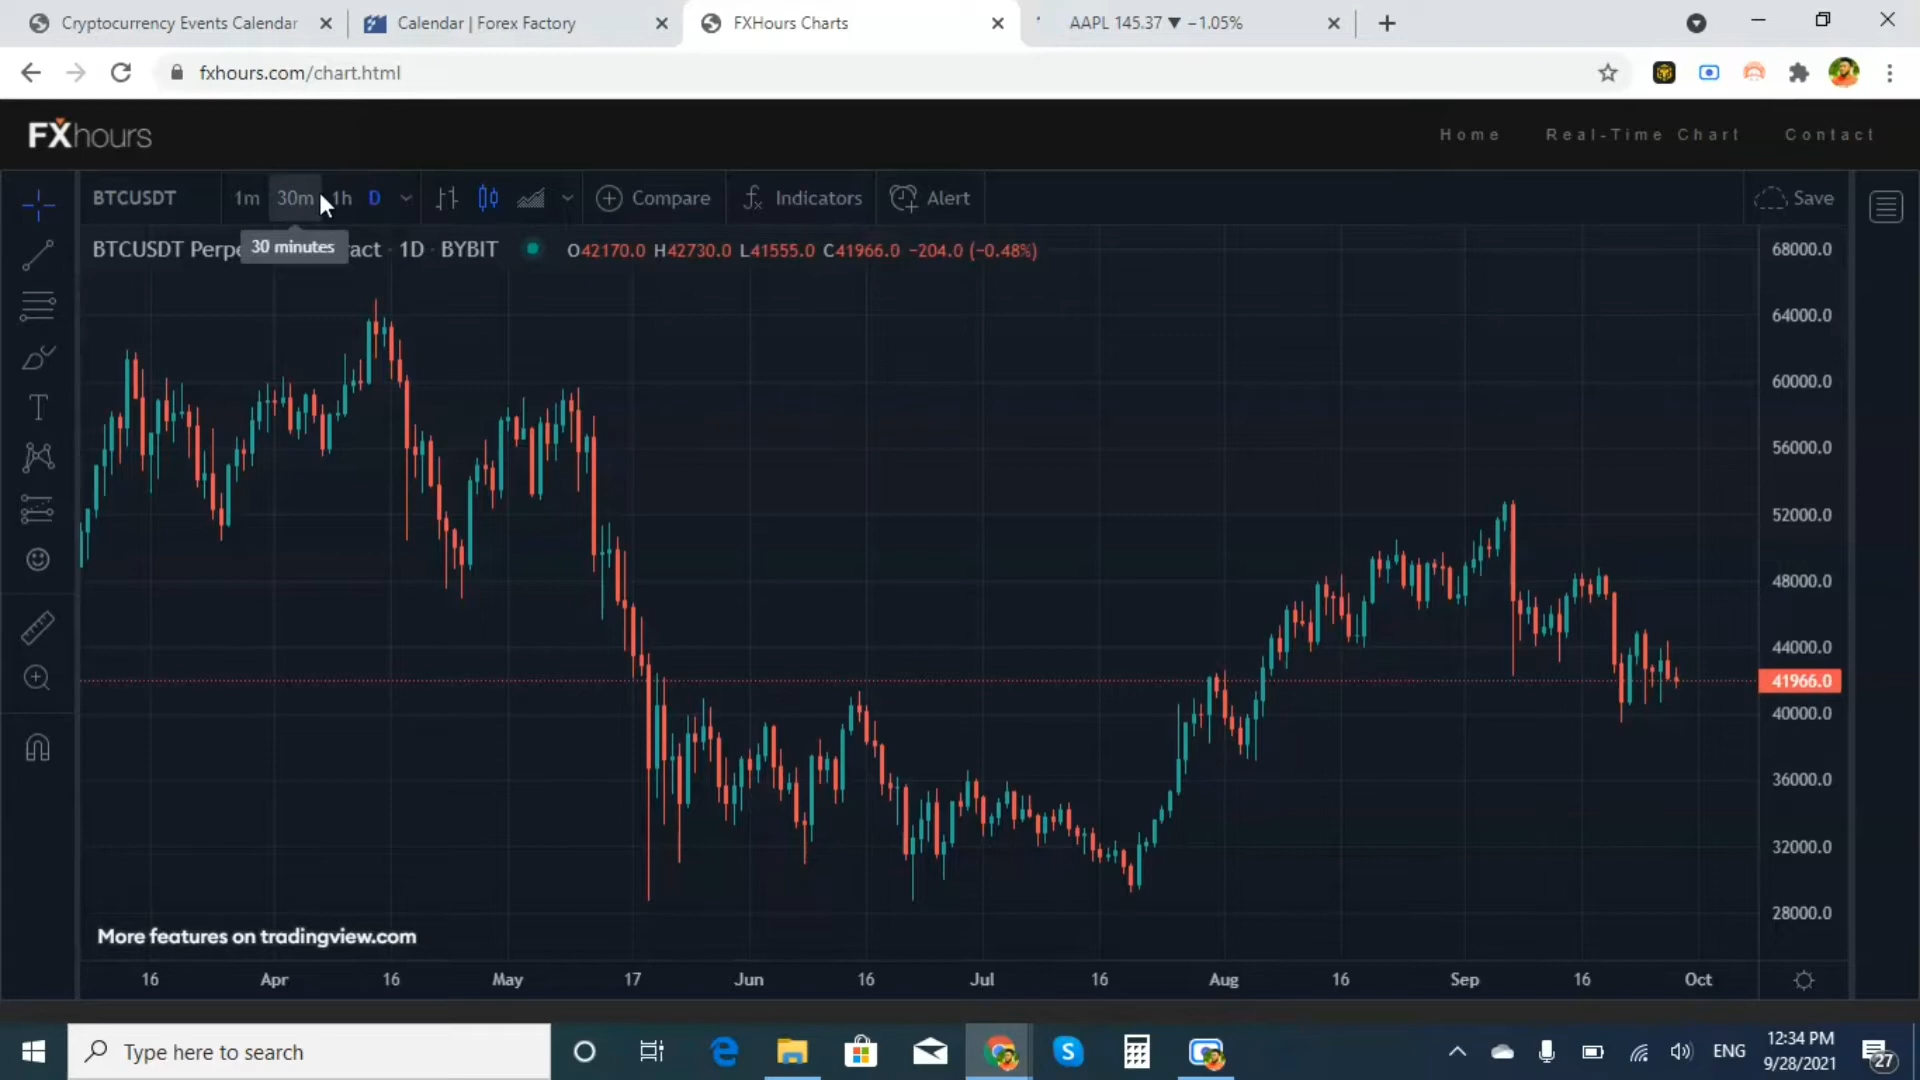 Cryptocurrency Events Calendar
Calendar | Forex Factory
FXHours Charts
AAPL 145.37 ▼ −1.05%
fxhours.com/chart.html
FXhours
Home Real-Time Chart Contact
BTCUSDT 1m 30m 1h D Compare Indicators Alert Save
BTCUSDT Perpe act · 1D · BYBIT O42170.0 H42730.0 L41555.0 C41966.0 −204.0 (−0.48%)
30 minutes
68000.0
64000.0
60000.0
56000.0
52000.0
48000.0
44000.0
41966.0
40000.0
36000.0
32000.0
28000.0
More features on tradingview.com
16 Apr 16 May 17 Jun 16 Jul 16 Aug 16 Sep 16 Oct
Type here to search
ENG
12:34 PM
9/28/2021
27